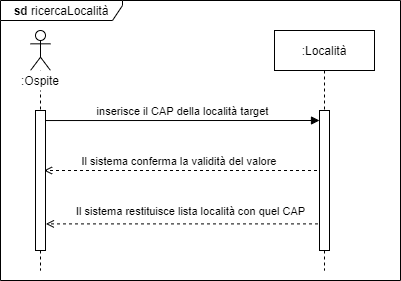 sd ricercaLocalità
:Ospite
:Località
inserisce il CAP della località target
Il sistema conferma la validità del valore
Il sistema restituisce lista località con quel CAP